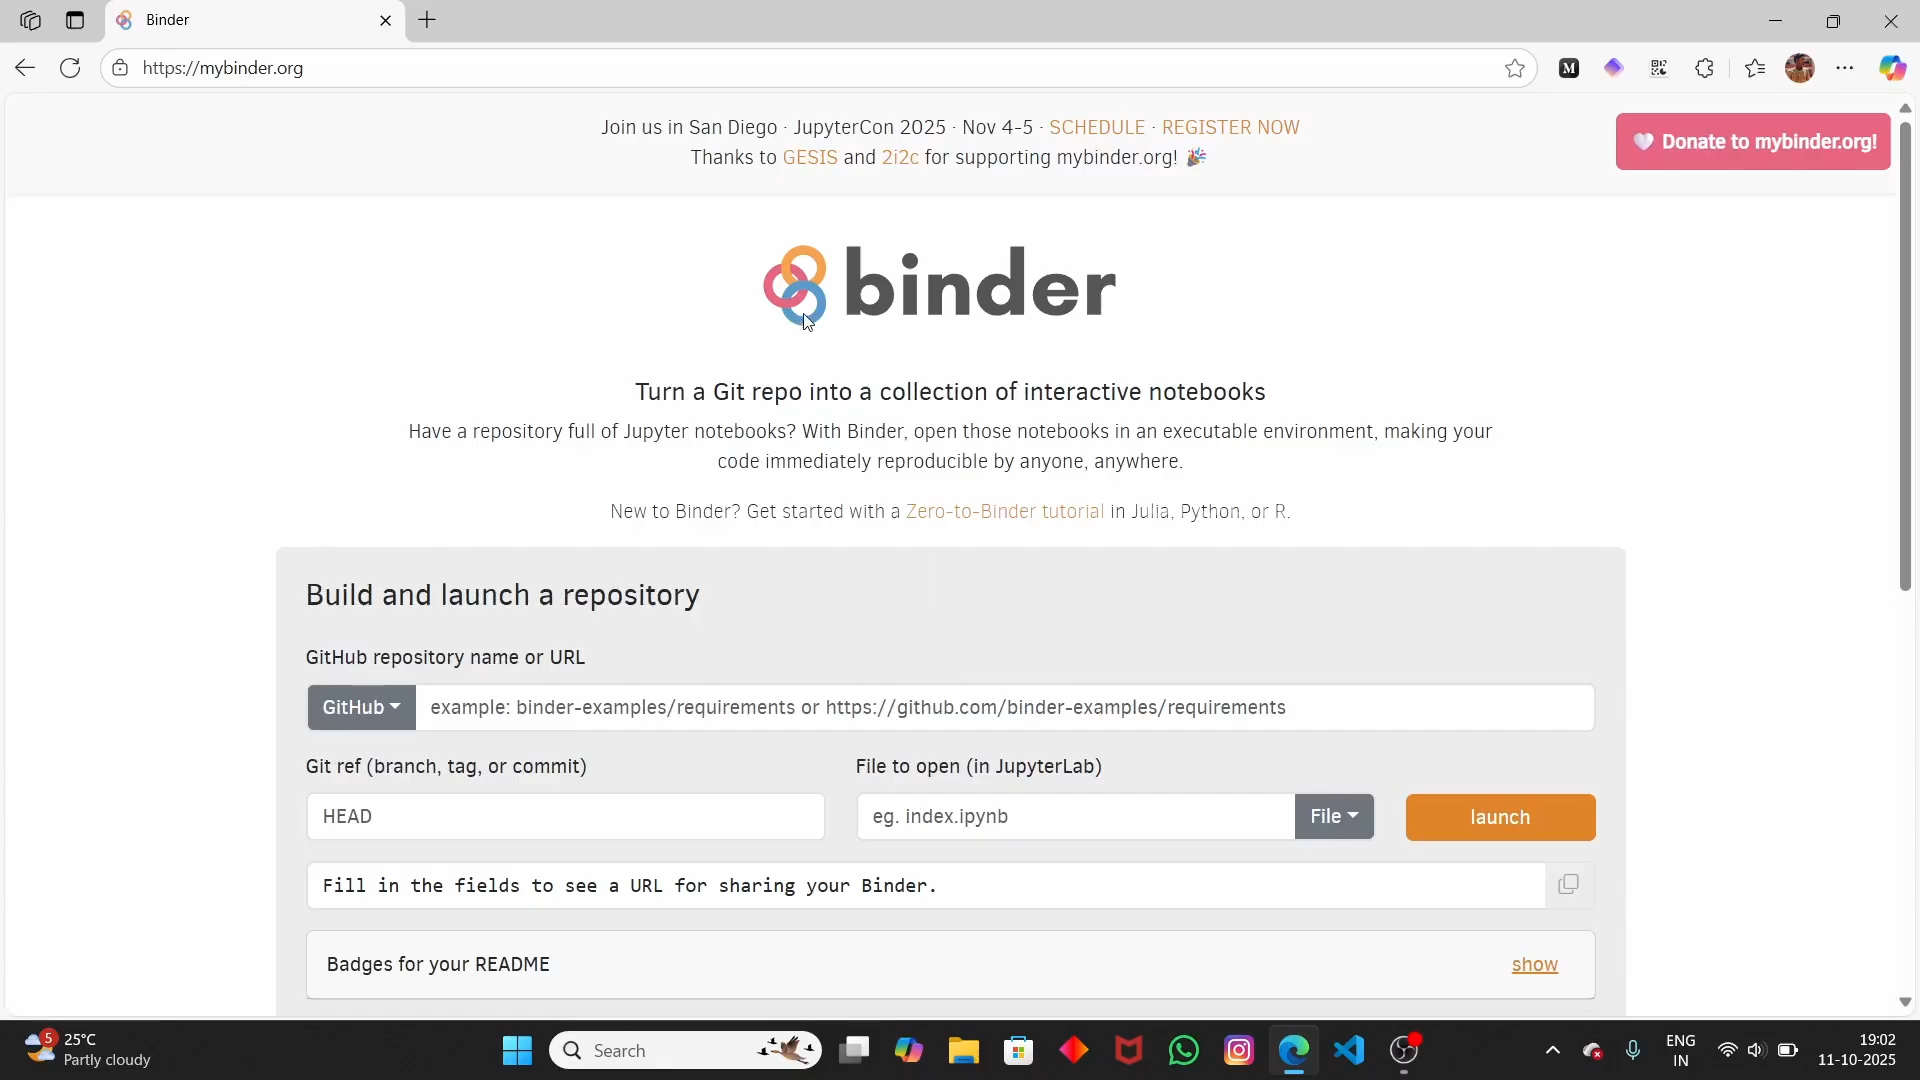 Binder
https://mybinder.org
M
Join us in San Diego · JupyterCon 2025 · Nov 4-5 · SCHEDULE · REGISTER NOW
Thanks to GESIS and 2i2c for supporting mybinder.org! 🎉
🤍 Donate to mybinder.org!
binder
Turn a Git repo into a collection of interactive notebooks
Have a repository full of Jupyter notebooks? With Binder, open those notebooks in an executable environment, making your
code immediately reproducible by anyone, anywhere.
New to Binder? Get started with a Zero-to-Binder tutorial in Julia, Python, or R.
Build and launch a repository
GitHub repository name or URL
GitHub example: binder-examples/requirements or https://github.com/binder-examples/requirements
Git ref (branch, tag, or commit) File to open (in JupyterLab)
HEAD eg. index.ipynb File launch
Fill in the fields to see a URL for sharing your Binder.
Badges for your README show
5 25°C
Partly cloudy
Search
ENG
IN
19:02
11-10-2025